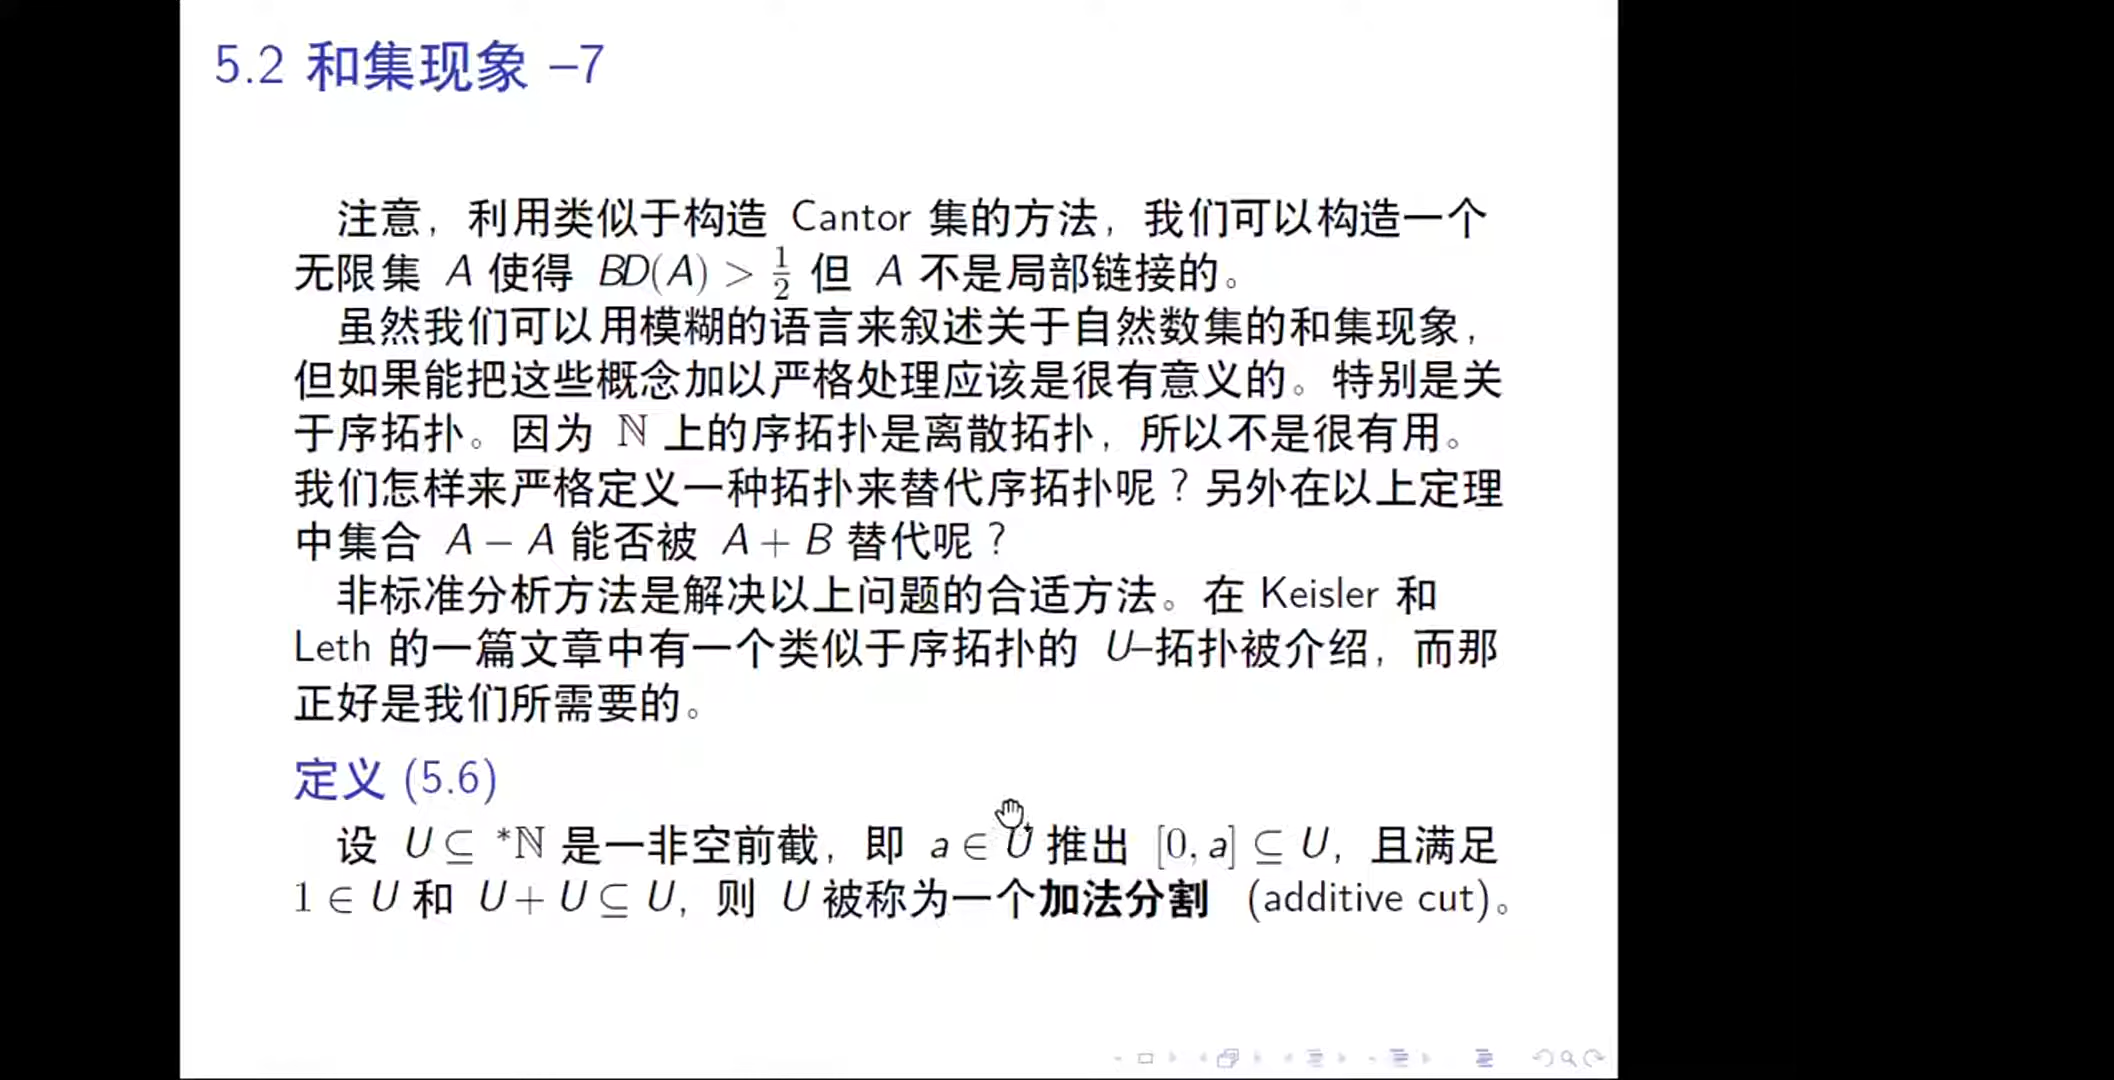 5.2 和集现象 –7
注意，利用类似于构造 Cantor 集的方法，我们可以构造一个
无限集 A 使得 BD(A) > 1/2 但 A 不是局部链接的。
虽然我们可以用模糊的语言来叙述关于自然数集的和集现象，
但如果能把这些概念加以严格处理应该是很有意义的。特别是关
于序拓扑。因为 ℕ 上的序拓扑是离散拓扑，所以不是很有用。
我们怎样来严格定义一种拓扑来替代序拓扑呢？另外在以上定理
中集合 A − A 能否被 A + B 替代呢？
非标准分析方法是解决以上问题的合适方法。在 Keisler 和
Leth 的一篇文章中有一个类似于序拓扑的 U–拓扑被介绍，而那
正好是我们所需要的。
定义 (5.6)
设 U ⊆ *ℕ 是一非空前截，即 a ∈ U 推出 [0, a] ⊆ U，且满足
1 ∈ U 和 U + U ⊆ U，则 U 被称为一个加法分割 (additive cut)。